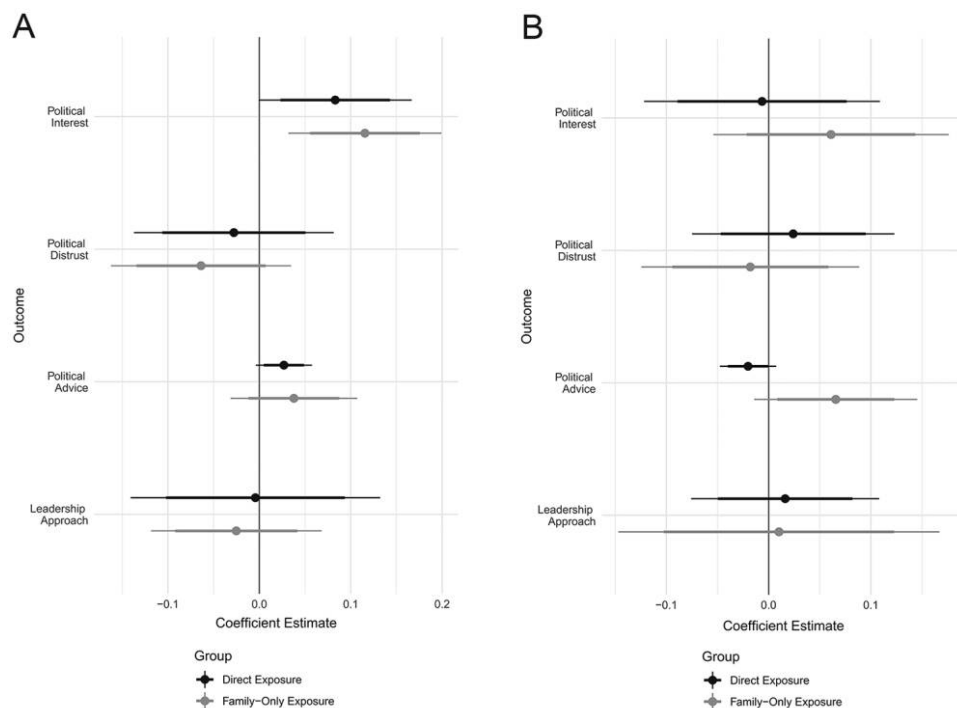 A
Outcome
Political
Interest
Political
Distrust
Political
Advice
Leadership
Approach
−0.1
0.0
0.1
0.2
Coefficient Estimate
Group
Direct Exposure
Family−Only Exposure
B
Outcome
Political
Interest
Political
Distrust
Political
Advice
Leadership
Approach
−0.1
0.0
0.1
Coefficient Estimate
Group
Direct Exposure
Family−Only Exposure